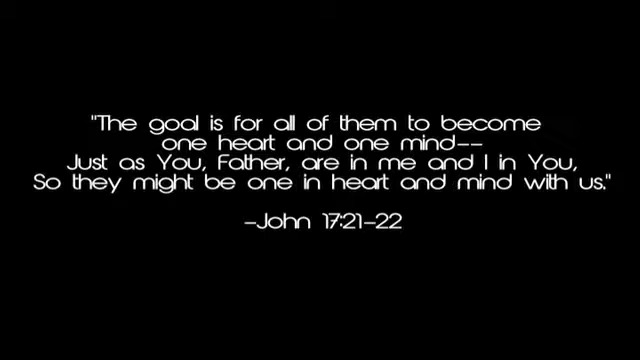 "The goal is for all of them to become
one heart and one mind--
Just as You, Father, are in me and I in You,
So they might be one in heart and mind with us."
-John 17:21-22